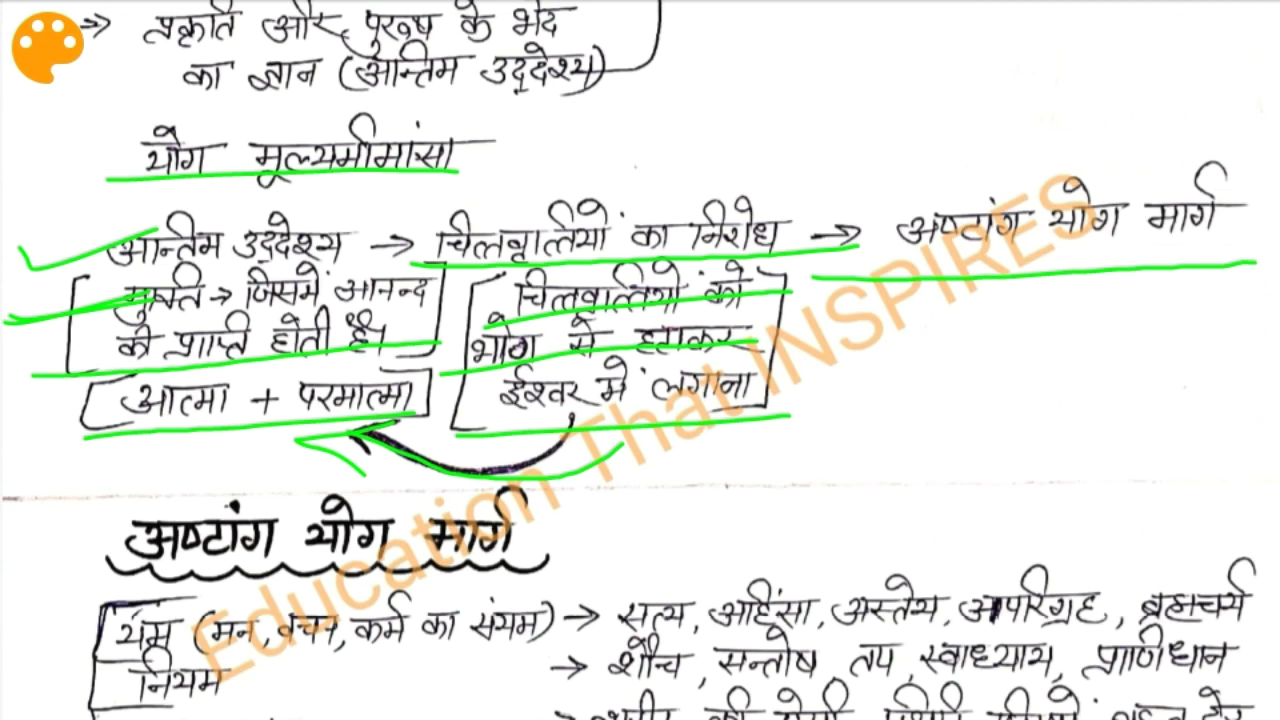 ⇒ प्रकृति और पुरुष के भेद
का ज्ञान (अन्तिम उद्देश्य)
योग मूल्यमीमांसा
अन्तिम उद्देश्य → चित्तवृत्तियों का निरोध → अष्टांग योग मार्ग
मुक्ति → जिसमें आनन्द
की प्राप्ति होती है।
आत्मा + परमात्मा
चित्तवृत्तियों को
भोग से हटाकर
ईश्वर में लगाना
Education That INSPIRES
अष्टांग योग मार्ग
यम (मन, वचन, कर्म का संयम) → सत्य, अहिंसा, अस्तेय, अपरिग्रह, ब्रह्मचर्य
नियम → शौच, सन्तोष तप, स्वाध्याय, प्राणिधान